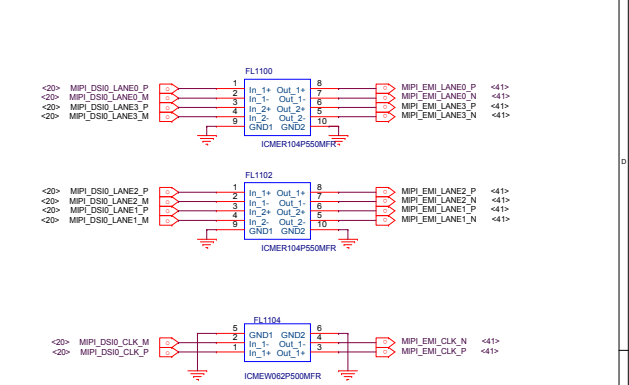 FL1100
<20> MIPI_DSI0_LANE0_P 1 In_1+ Out_1+ 8 MIPI_EMI_LANE0_P <41>
<20> MIPI_DSI0_LANE0_M 2 In_1- Out_1- 7 MIPI_EMI_LANE0_N <41>
<20> MIPI_DSI0_LANE3_P 3 In_2+ Out_2+ 6 MIPI_EMI_LANE3_P <41>
<20> MIPI_DSI0_LANE3_M 4 In_2- Out_2- 5 MIPI_EMI_LANE3_N <41>
9 GND1 GND2 10
ICMER104P550MFR
D
FL1102
<20> MIPI_DSI0_LANE2_P 1 In_1+ Out_1+ 8 MIPI_EMI_LANE2_P <41>
<20> MIPI_DSI0_LANE2_M 2 In_1- Out_1- 7 MIPI_EMI_LANE2_N <41>
<20> MIPI_DSI0_LANE1_P 3 In_2+ Out_2+ 6 MIPI_EMI_LANE1_P <41>
<20> MIPI_DSI0_LANE1_M 4 In_2- Out_2- 5 MIPI_EMI_LANE1_N <41>
9 GND1 GND2 10
ICMER104P550MFR
FL1104
5 GND1 GND2 6
<20> MIPI_DSI0_CLK_M 2 In_1- Out_1- 4 MIPI_EMI_CLK_N <41>
<20> MIPI_DSI0_CLK_P 1 In_1+ Out_1+ 3 MIPI_EMI_CLK_P <41>
ICMEW062P500MFR